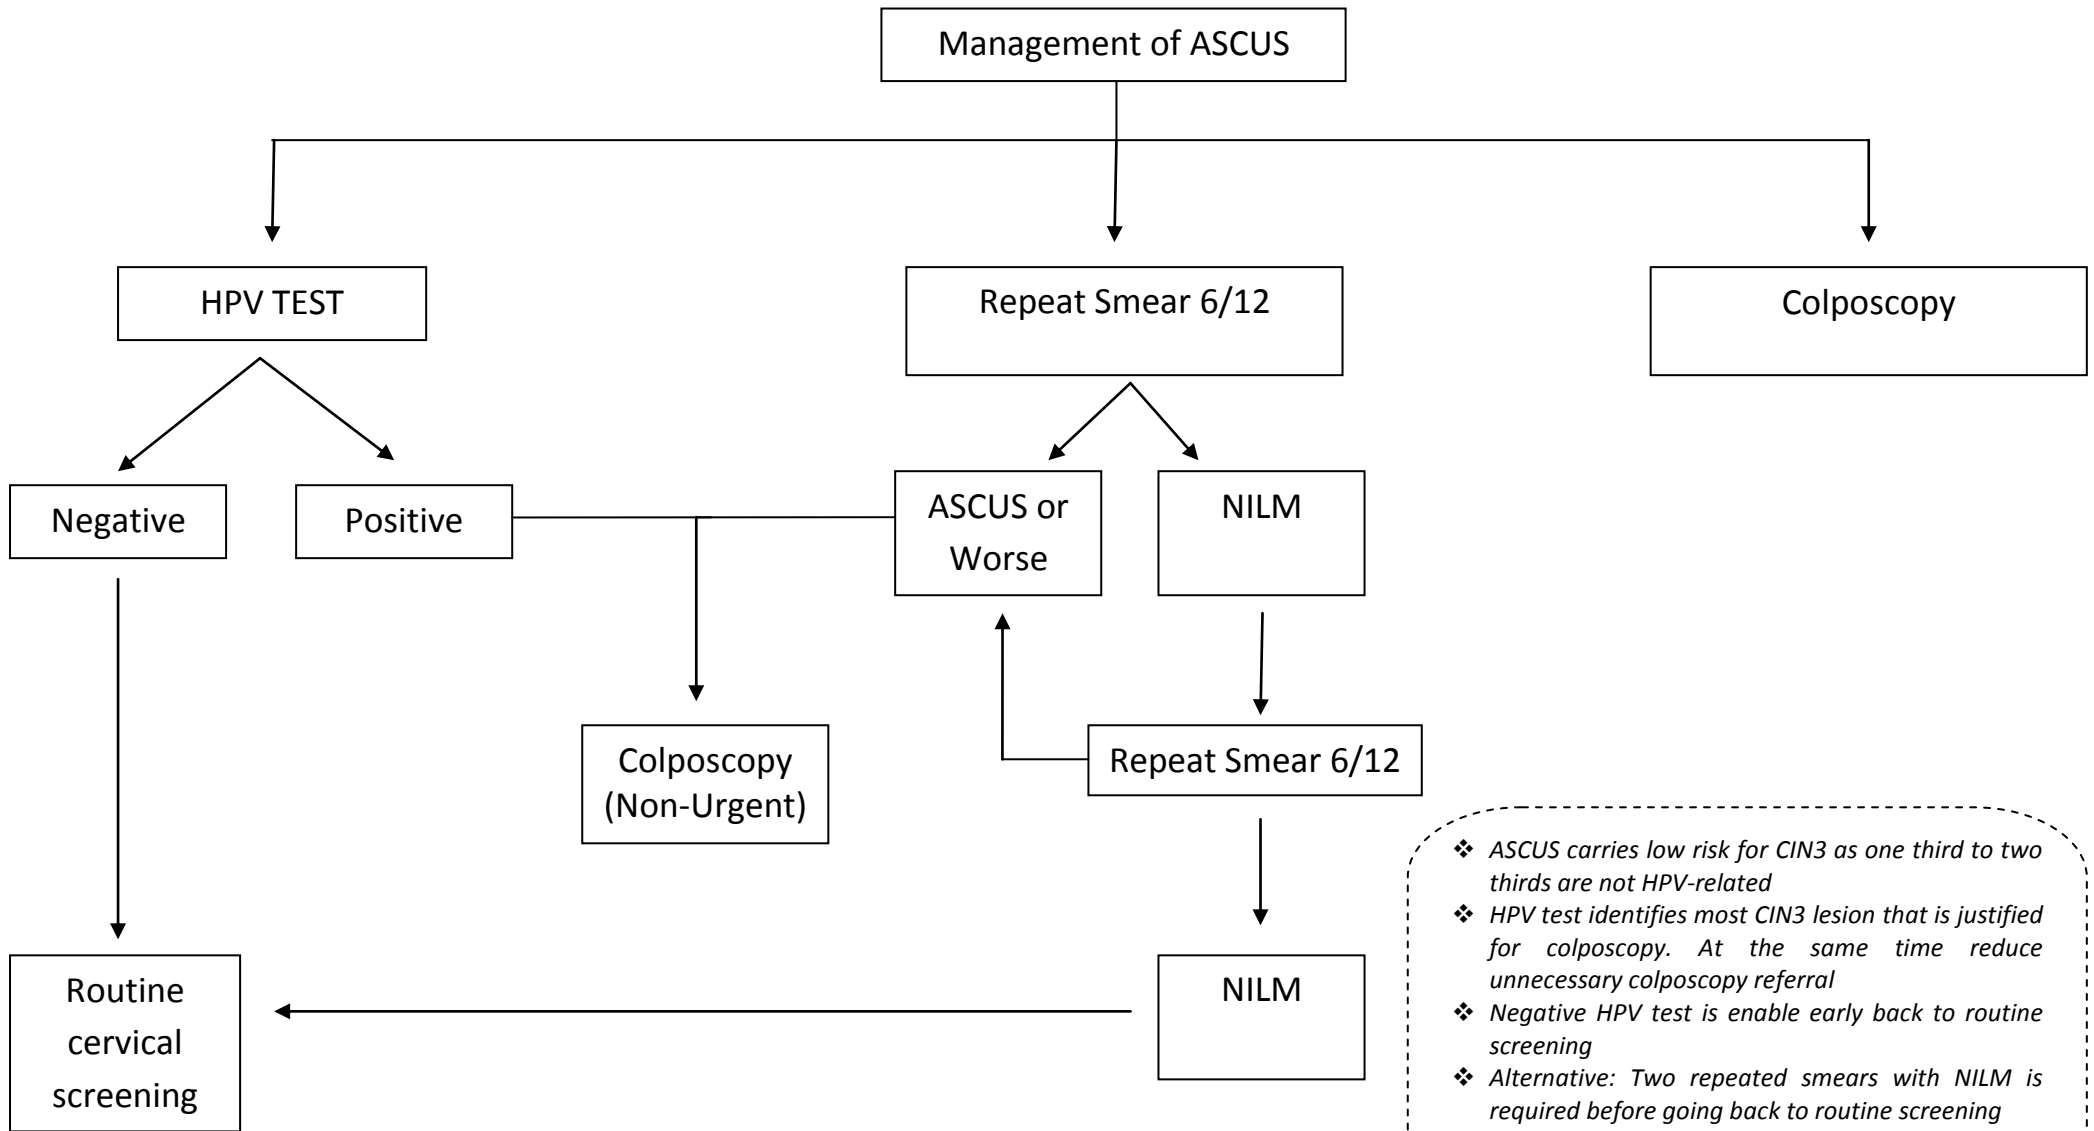 Management of ASCUS
HPV TEST
Repeat Smear 6/12
Colposcopy
Negative
Positive
ASCUS or
Worse
NILM
Colposcopy
(Non-Urgent)
Repeat Smear 6/12
Routine
cervical
screening
NILM
❖ ASCUS carries low risk for CIN3 as one third to two
thirds are not HPV-related
❖ HPV test identifies most CIN3 lesion that is justified
for colposcopy. At the same time reduce
unnecessary colposcopy referral
❖ Negative HPV test is enable early back to routine
screening
❖ Alternative: Two repeated smears with NILM is
required before going back to routine screening